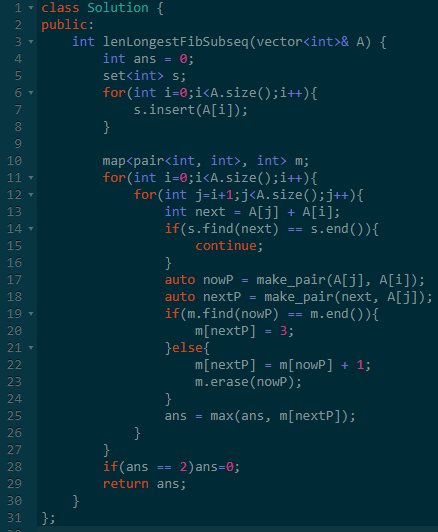 1 class Solution {
2 public:
3     int lenLongestFibSubseq(vector<int>& A) {
4         int ans = 0;
5         set<int> s;
6         for(int i=0;i<A.size();i++){
7             s.insert(A[i]);
8         }
9
10         map<pair<int, int>, int> m;
11         for(int i=0;i<A.size();i++){
12             for(int j=i+1;j<A.size();j++){
13                 int next = A[j] + A[i];
14                 if(s.find(next) == s.end()){
15                     continue;
16                 }
17                 auto nowP = make_pair(A[j], A[i]);
18                 auto nextP = make_pair(next, A[j]);
19                 if(m.find(nowP) == m.end()){
20                     m[nextP] = 3;
21                 }else{
22                     m[nextP] = m[nowP] + 1;
23                     m.erase(nowP);
24                 }
25                 ans = max(ans, m[nextP]);
26             }
27         }
28         if(ans == 2)ans=0;
29         return ans;
30     }
31 };